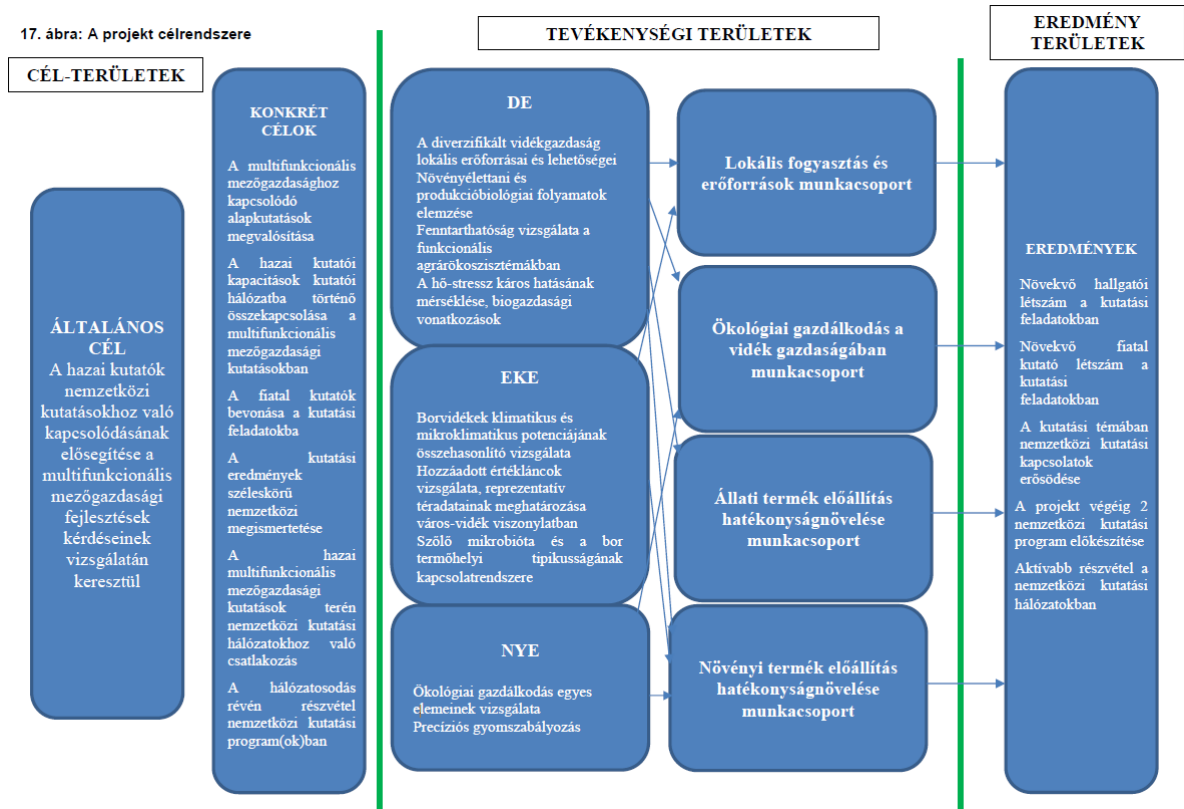 17. ábra: A projekt célrendszere
CÉL-TERÜLETEK
TEVÉKENYSÉGI TERÜLETEK
EREDMÉNY
TERÜLETEK
ÁLTALÁNOS
CÉL
A hazai kutatók
nemzetközi
kutatásokhoz való
kapcsolódásának
elősegítése a
multifunkcionális
mezőgazdasági
fejlesztések
kérdéseinek
vizsgálatán
keresztül
KONKRÉT
CÉLOK
A multifunkcionális
mezőgazdasághoz
kapcsolódó
alapkutatások
megvalósítása
A hazai kutatói
kapacitások kutatói
hálózatba történő
összekapcsolása a
multifunkcionális
mezőgazdasági
kutatásokban
A fiatal kutatók
bevonása a kutatási
feladatokba
A kutatási
eredmények
széleskörű
nemzetközi
megismertetése
A hazai
multifunkcionális
mezőgazdasági
kutatások terén
nemzetközi kutatási
hálózatokhoz való
csatlakozás
A hálózatosodás
révén részvétel
nemzetközi kutatási
program(ok)ban
DE
A diverzifikált vidékgazdaság
lokális erőforrásai és lehetőségei
Növényélettani és
produkcióbiológiai folyamatok
elemzése
Fenntarthatóság vizsgálata a
funkcionális
agrárökoszisztémákban
A hő-stressz káros hatásának
mérséklése, biogazdasági
vonatkozások
EKE
Borvidékek klimatikus és
mikroklimatikus potenciájának
összehasonlító vizsgálata
Hozzáadott értékláncok
vizsgálata, reprezentatív
téradatainak meghatározása
város-vidék viszonylatban
Szőlő mikrobióta és a bor
termőhelyi tipikusságának
kapcsolatrendszere
NYE
Ökológiai gazdálkodás egyes
elemeinek vizsgálata
Precíziós gyomszabályozás
Lokális fogyasztás és
erőforrások munkacsoport
Ökológiai gazdálkodás a
vidék gazdaságában
munkacsoport
Állati termék előállítás
hatékonyságnövelése
munkacsoport
Növényi termék előállítás
hatékonyságnövelése
munkacsoport
EREDMÉNYEK
Növekvő hallgatói
létszám a kutatási
feladatokban
Növekvő fiatal
kutató létszám a
kutatási
feladatokban
A kutatási témában
nemzetközi kutatási
kapcsolatok
erősödése
A projekt végéig 2
nemzetközi kutatási
program előkészítése
Aktívabb részvétel a
nemzetközi kutatási
hálózatokban